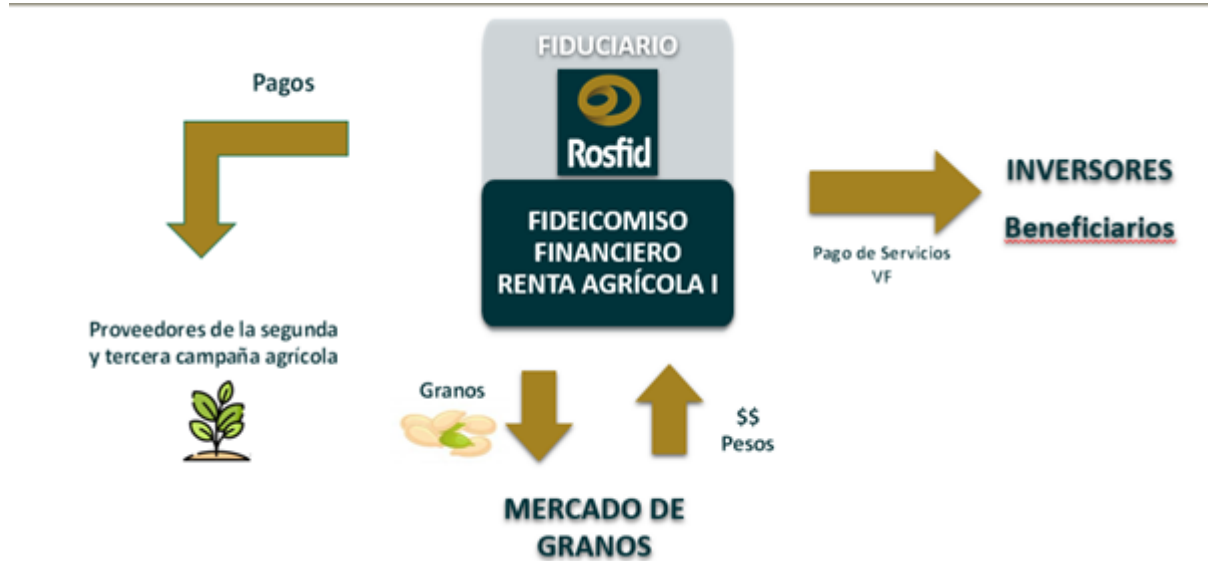 FIDUCIARIO
Rosfid
FIDEICOMISO
FINANCIERO
RENTA AGRÍCOLA I
Pagos
Proveedores de la segunda
y tercera campaña agrícola
Granos
$$
Pesos
MERCADO DE
GRANOS
Pago de Servicios
VF
INVERSORES
Beneficiarios